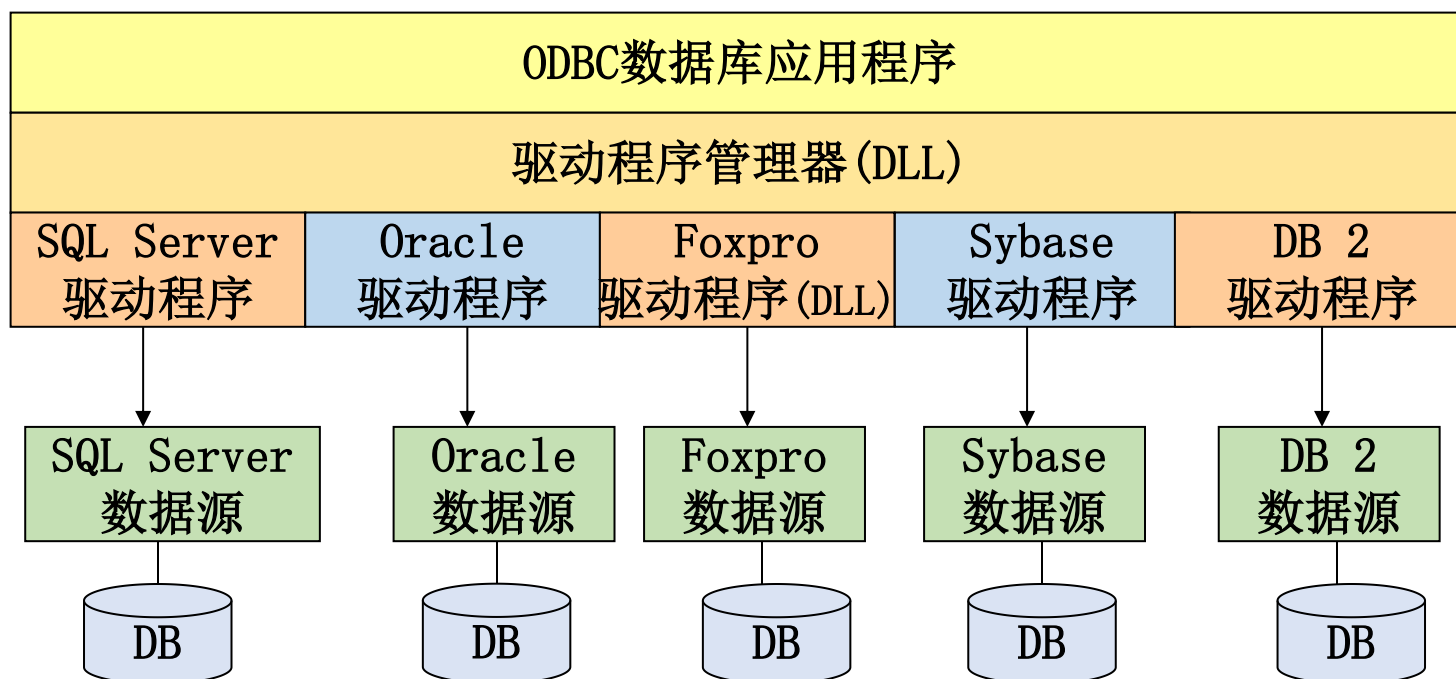 ODBC数据库应用程序
驱动程序管理器(DLL)
SQL Server
驱动程序
Oracle
驱动程序
Foxpro
驱动程序(DLL)
Sybase
驱动程序
DB 2
驱动程序
SQL Server
数据源
Oracle
数据源
Foxpro
数据源
Sybase
数据源
DB 2
数据源
DB
DB
DB
DB
DB